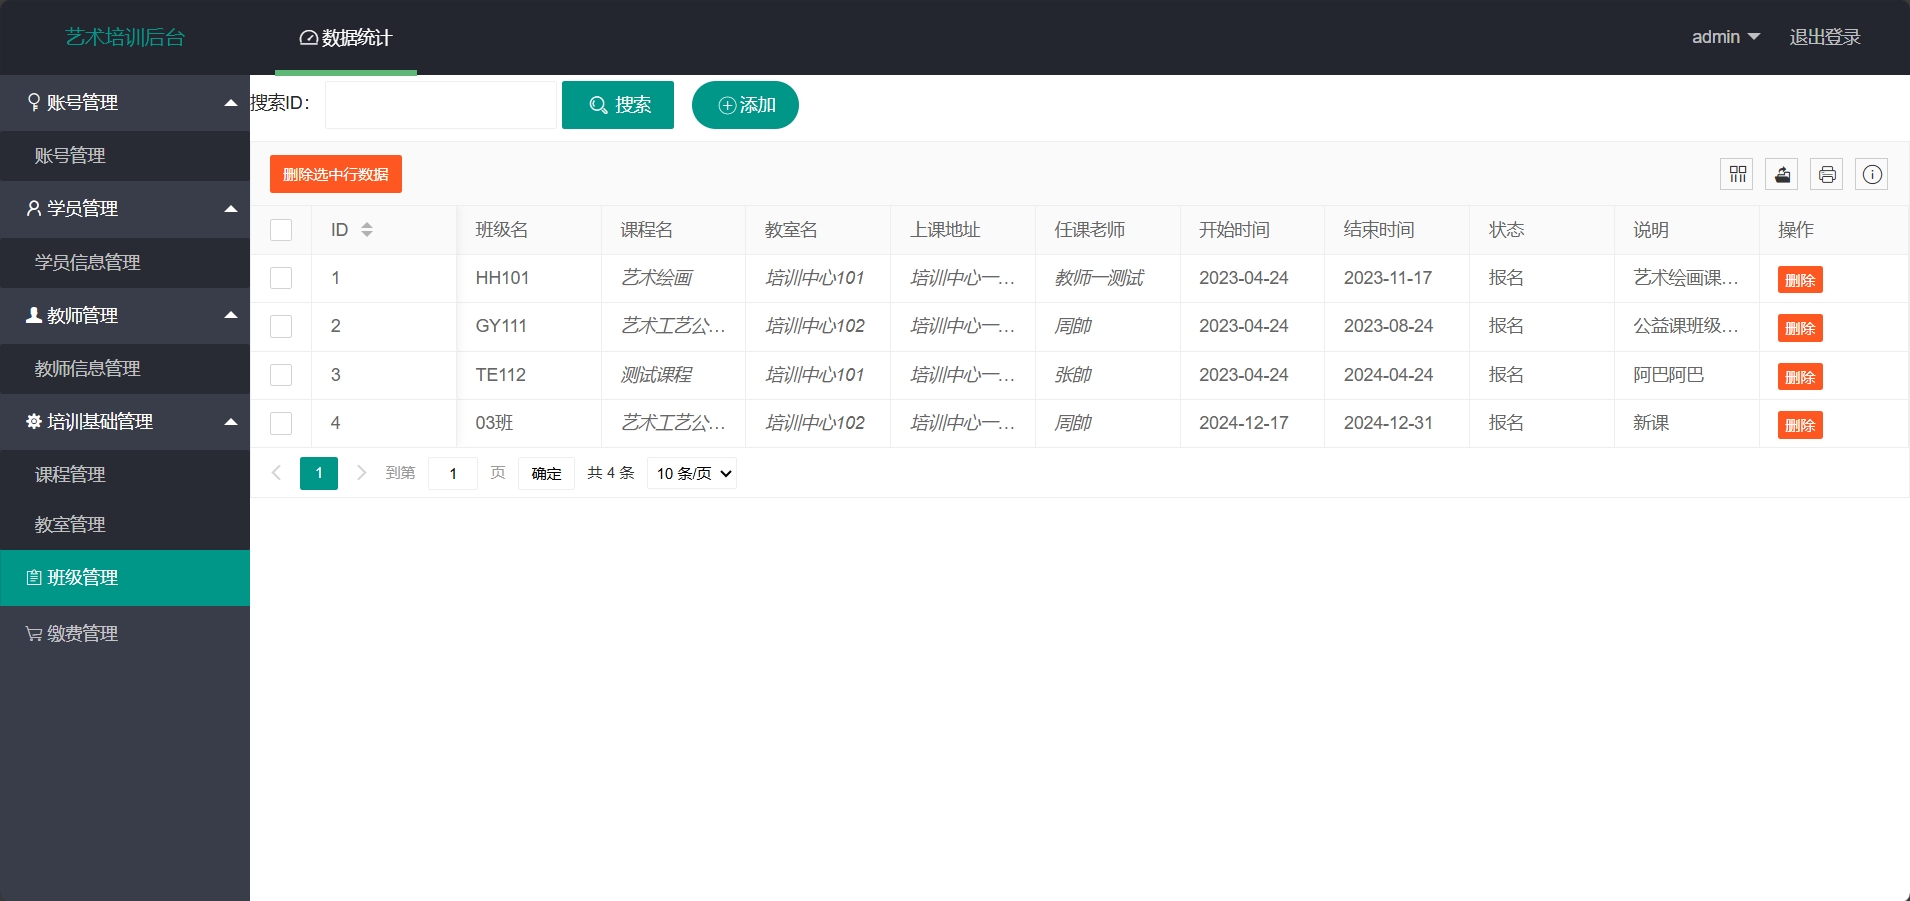 艺术培训后台
数据统计
admin
退出登录
账号管理
账号管理
学员管理
学员信息管理
教师管理
教师信息管理
培训基础管理
课程管理
教室管理
班级管理
缴费管理
搜索ID：
搜索
添加
删除选中行数据
ID 班级名 课程名 教室名 上课地址 任课老师 开始时间 结束时间 状态 说明 操作
1 HH101 艺术绘画 培训中心101 培训中心一… 教师一测试 2023-04-24 2023-11-17 报名 艺术绘画课… 删除
2 GY111 艺术工艺公… 培训中心102 培训中心一… 周帥 2023-04-24 2023-08-24 报名 公益课班级… 删除
3 TE112 测试课程 培训中心101 培训中心一… 张帥 2023-04-24 2024-04-24 报名 阿巴阿巴 删除
4 03班 艺术工艺公… 培训中心102 培训中心一… 周帥 2024-12-17 2024-12-31 报名 新课 删除
1 到第 1 页 确定 共 4 条 10 条/页